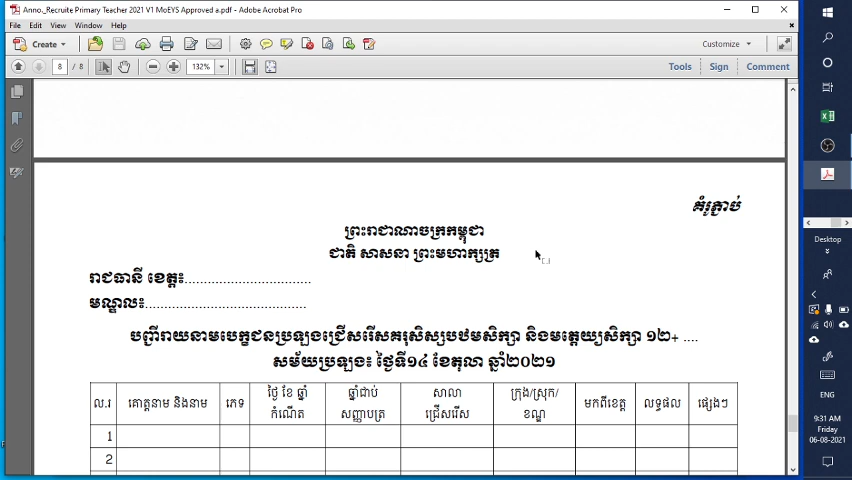 Anno._Recruite Primary Teacher 2021 V1 MoEYS Approved a.pdf - Adobe Acrobat Pro
File Edit View Window Help
Create
Customize
8 / 8
132%
Tools Sign Comment
គំរូភ្ជាប់
ព្រះរាជាណាចក្រកម្ពុជា
ជាតិ សាសនា ព្រះមហាក្សត្រ
រាជធានី ខេត្ត៖................................
មណ្ឌល៖..........................................
បញ្ជីរាយនាមបេក្ខជនប្រឡងជ្រើសរើសគរុសិស្សបឋមសិក្សា និងមត្តេយ្យសិក្សា ១២+ ....
សម័យប្រឡង៖ ថ្ងៃទី១៤ ខែតុលា ឆ្នាំ២០២១
ល.រ គោត្តនាម និងនាម ភេទ ថ្ងៃ ខែ ឆ្នាំ កំណើត ឆ្នាំជាប់ សញ្ញាបត្រ សាលា ជ្រើសរើស ក្រុង/ស្រុក/ ខណ្ឌ មកពីខេត្ត លទ្ធផល ផ្សេងៗ
1
2
Desktop
9:31 AM
Friday
06-08-2021